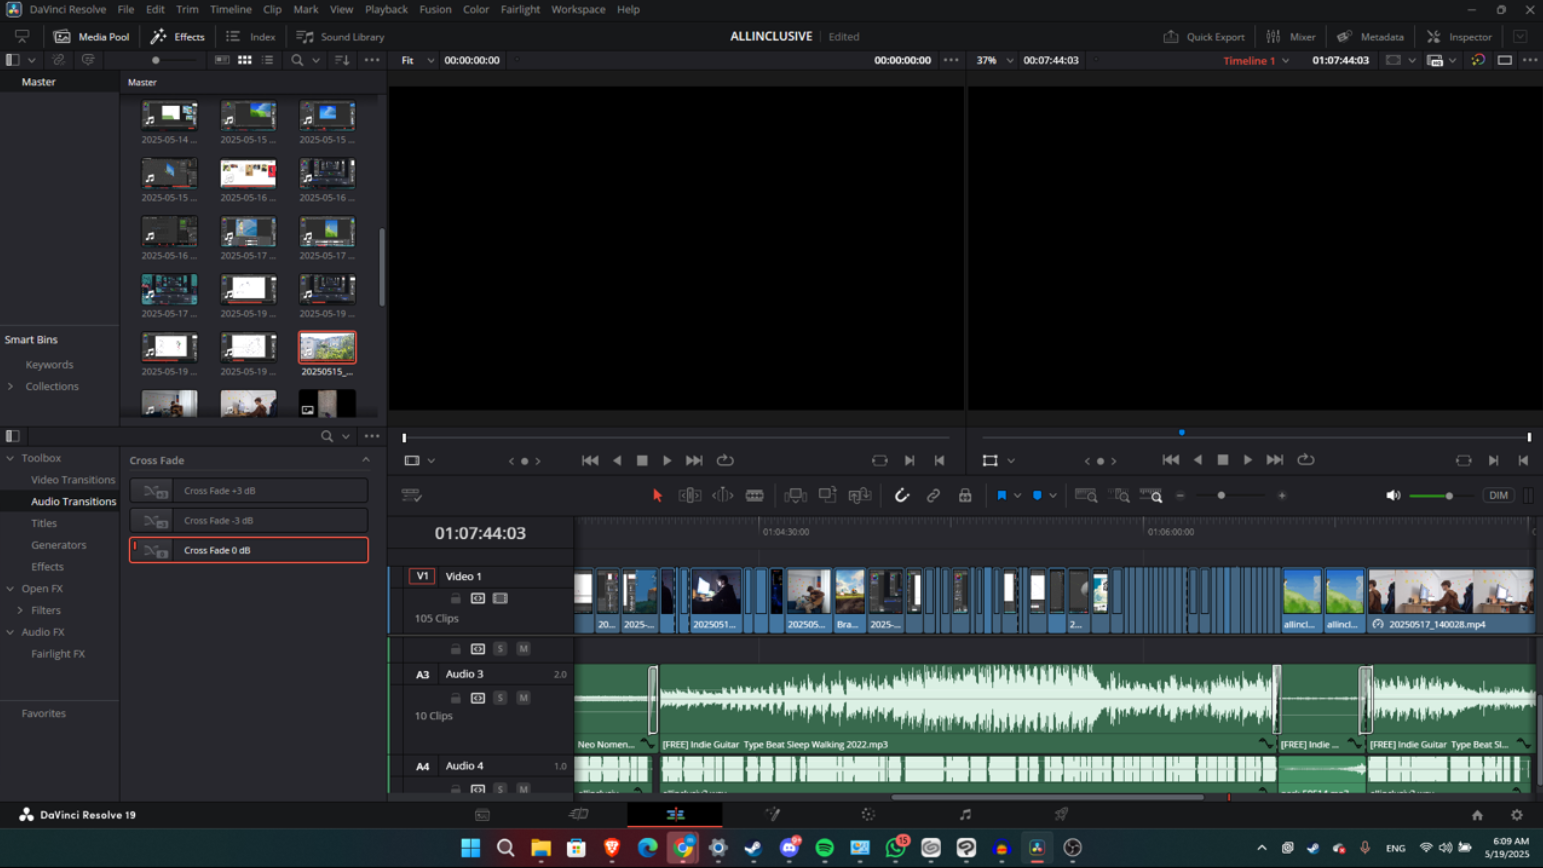 DaVinci Resolve File Edit Trim Timeline Clip Mark View Playback Fusion Color Fairlight Workspace Help
Media Pool Effects Index Sound Library ALLINCLUSIVE Edited Quick Export Mixer Metadata Inspector
Fit 00:00:00:00 00:00:00:00 37% 00:07:44:03 Timeline 1 01:07:44:03
Master Master
2025-05-14 ... 2025-05-15 ... 2025-05-15 ...
2025-05-15 ... 2025-05-16 ... 2025-05-16 ...
2025-05-16 ... 2025-05-17 ... 2025-05-17 ...
2025-05-17 ... 2025-05-19 ... 2025-05-19 ...
Smart Bins
Keywords
2025-05-19 ... 2025-05-19 ... 20250515_...
Collections
Toolbox
Video Transitions
Audio Transitions
Titles
Generators
Effects
Open FX
Filters
Audio FX
Fairlight FX
Favorites
Cross Fade
Cross Fade +3 dB
Cross Fade -3 dB
Cross Fade 0 dB
DIM
01:07:44:03 01:04:30:00 01:06:00:00
V1 Video 1
105 Clips
20... 2025-... 2025051... 202505... Bra... 2025-... 2... allincl... allincl... 20250517_140028.mp4
S M
A3 Audio 3 2.0
S M
10 Clips
Neo Nomen... [FREE] Indie Guitar Type Beat Sleep Walking 2022.mp3 [FREE] Indie ... [FREE] Indie Guitar Type Beat Sl...
A4 Audio 4 1.0
S M
DaVinci Resolve 19
15
ENG
6:09 AM
5/19/2025